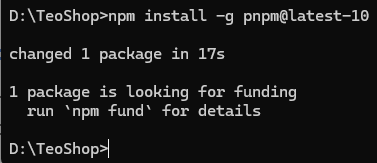 D:\TeoShop>npm install -g pnpm@latest-10
changed 1 package in 17s
1 package is looking for funding
run `npm fund` for details
D:\TeoShop>